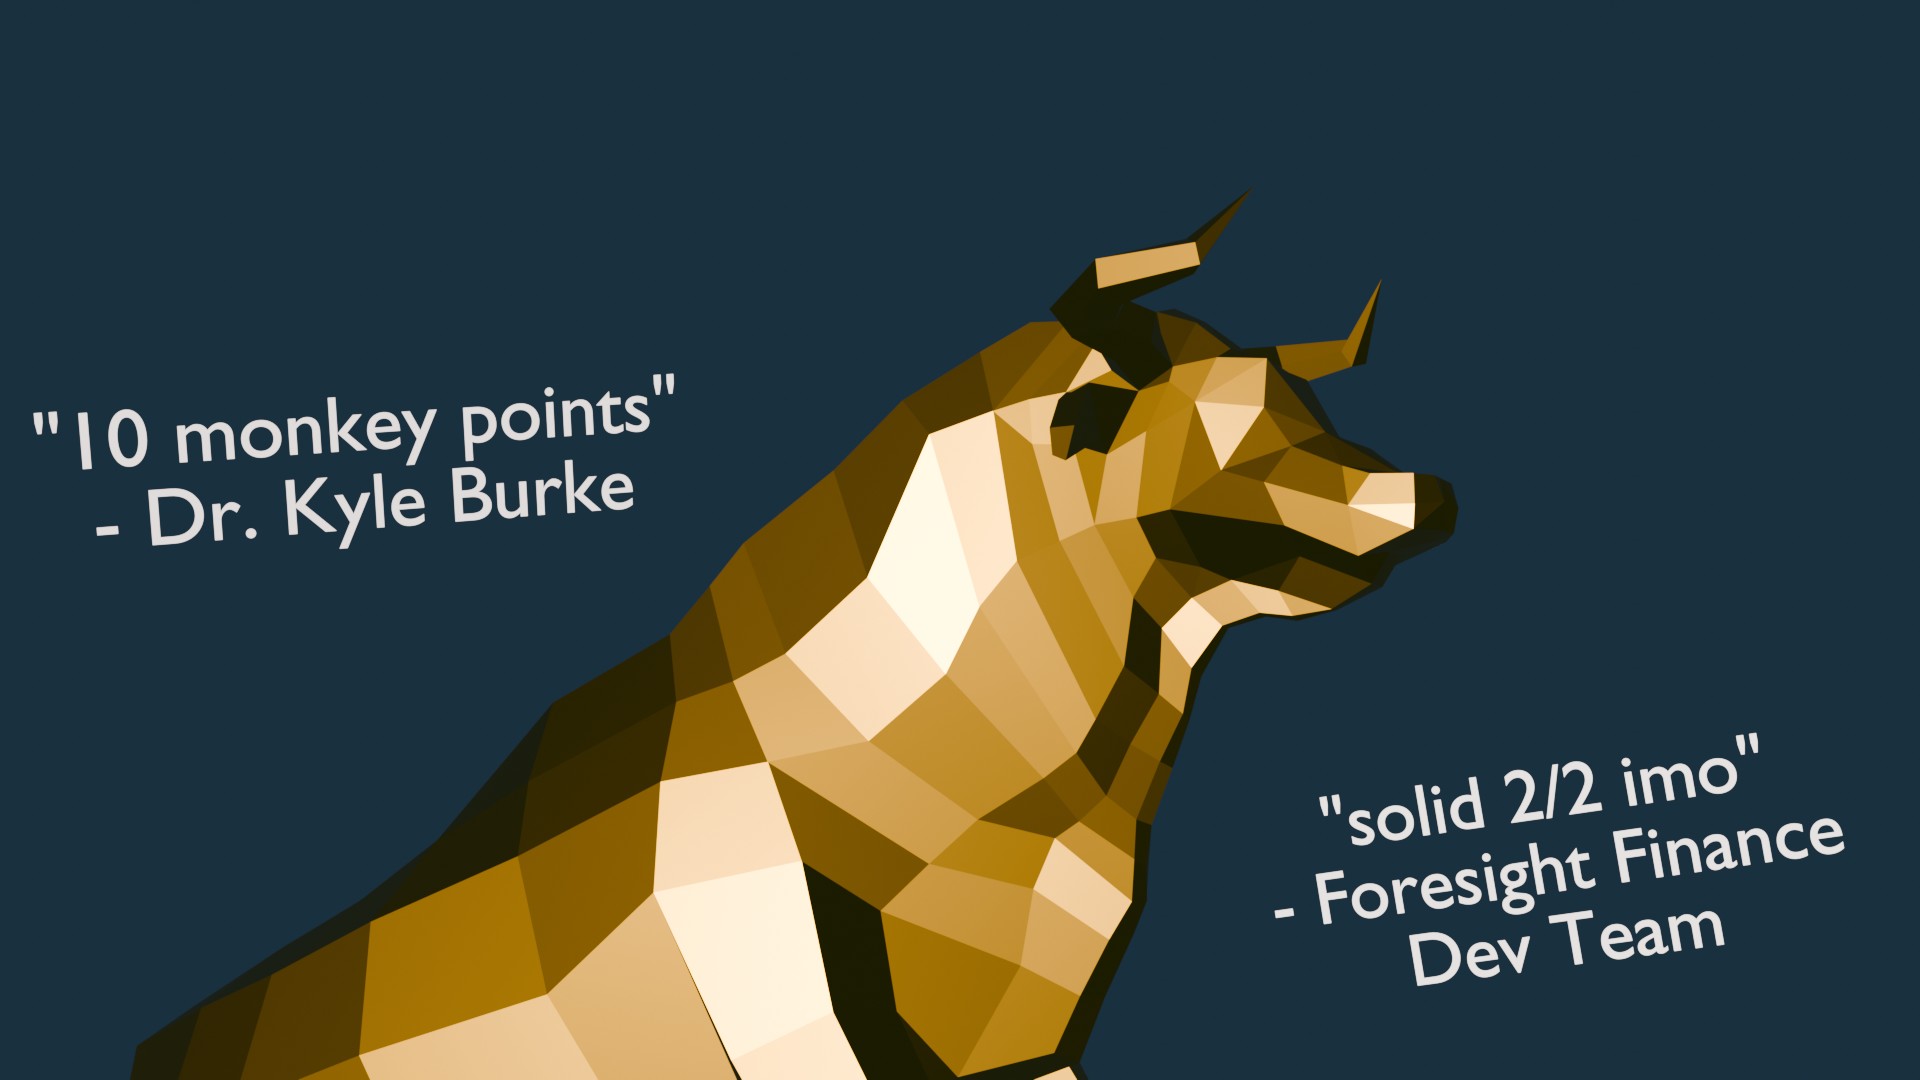 "10 monkey points"
- Dr. Kyle Burke
"solid 2/2 imo"
- Foresight Finance
Dev Team